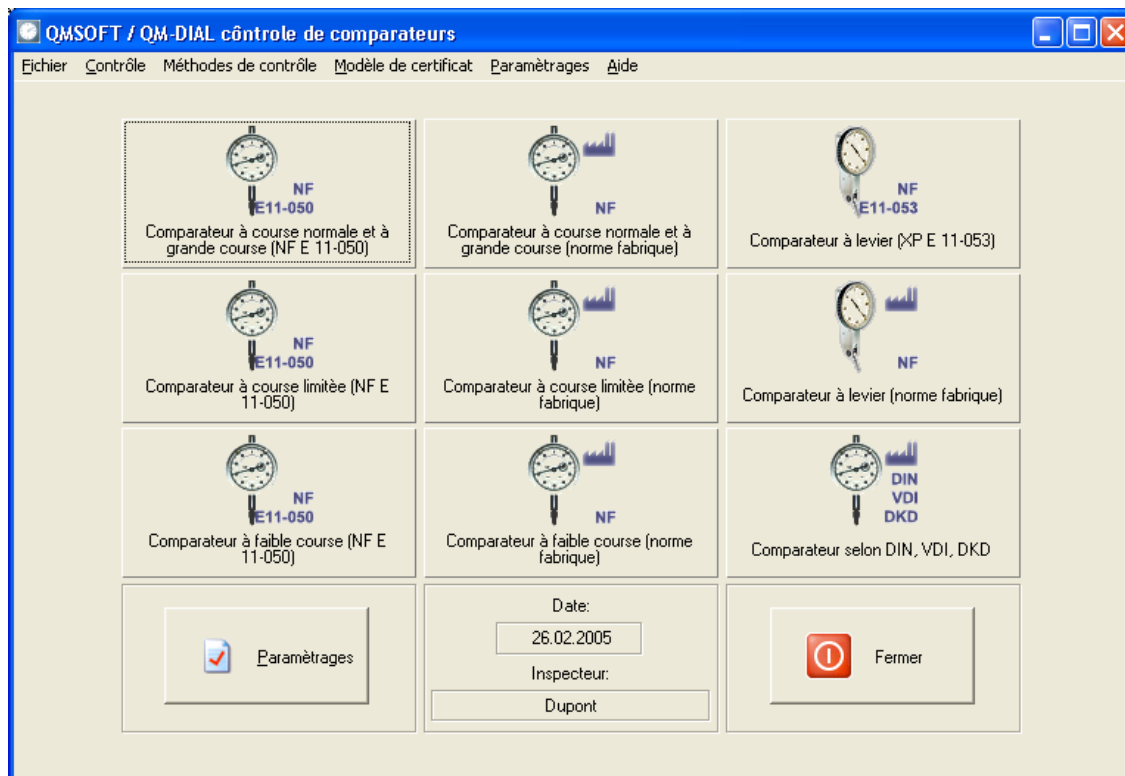 QMSOFT / QM-DIAL côntrole de comparateurs
Fichier Contrôle Méthodes de contrôle Modèle de certificat Paramètrages Aide
NF
E11-050
Comparateur à course normale et à
grande course (NF E 11-050)
NF
Comparateur à course normale et à
grande course (norme fabrique)
NF
E11-053
Comparateur à levier (XP E 11-053)
NF
E11-050
Comparateur à course limitée (NF E
11-050)
NF
Comparateur à course limitèe (norme
fabrique)
NF
Comparateur à levier (norme fabrique)
NF
E11-050
Comparateur à faible course (NF E
11-050)
NF
Comparateur à faible course (norme
fabrique)
DIN
VDI
DKD
Comparateur selon DIN, VDI, DKD
Paramètrages
Date:
26.02.2005
Inspecteur:
Dupont
Fermer